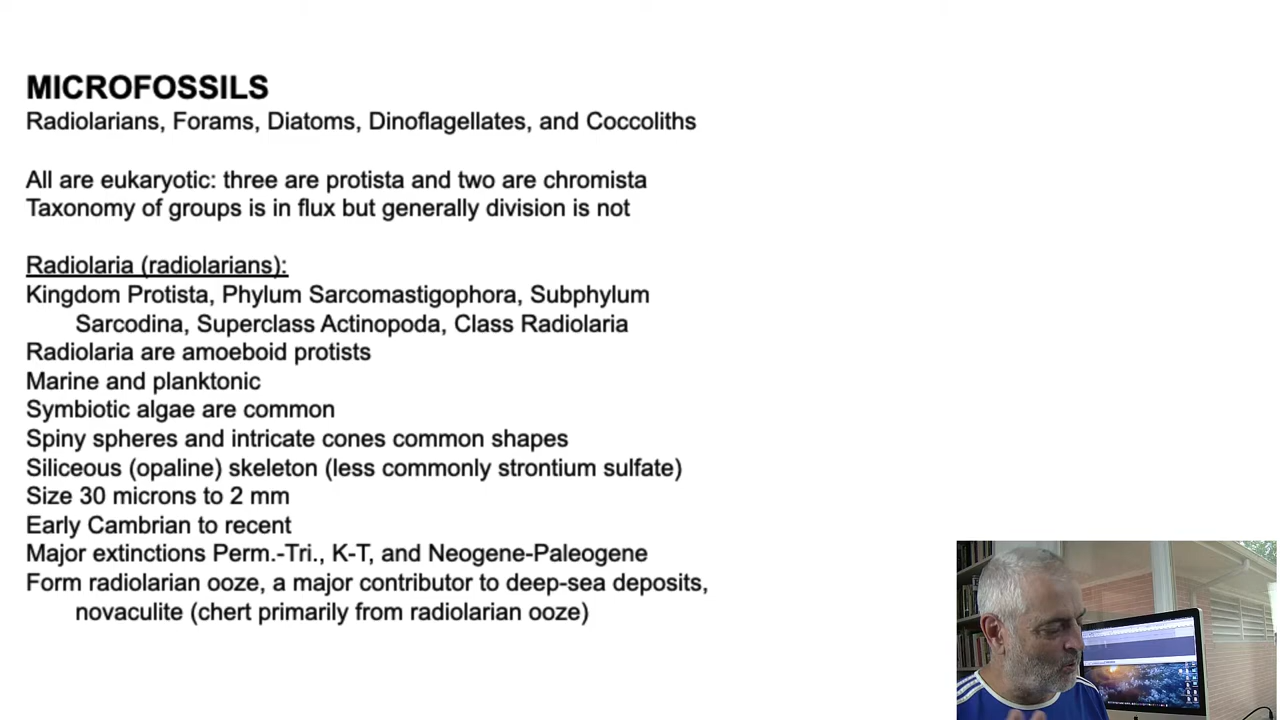 MICROFOSSILS
Radiolarians, Forams, Diatoms, Dinoflagellates, and Coccoliths
All are eukaryotic: three are protista and two are chromista
Taxonomy of groups is in flux but generally division is not
Radiolaria (radiolarians):
Kingdom Protista, Phylum Sarcomastigophora, Subphylum
Sarcodina, Superclass Actinopoda, Class Radiolaria
Radiolaria are amoeboid protists
Marine and planktonic
Symbiotic algae are common
Spiny spheres and intricate cones common shapes
Siliceous (opaline) skeleton (less commonly strontium sulfate)
Size 30 microns to 2 mm
Early Cambrian to recent
Major extinctions Perm.-Tri., K-T, and Neogene-Paleogene
Form radiolarian ooze, a major contributor to deep-sea deposits,
novaculite (chert primarily from radiolarian ooze)